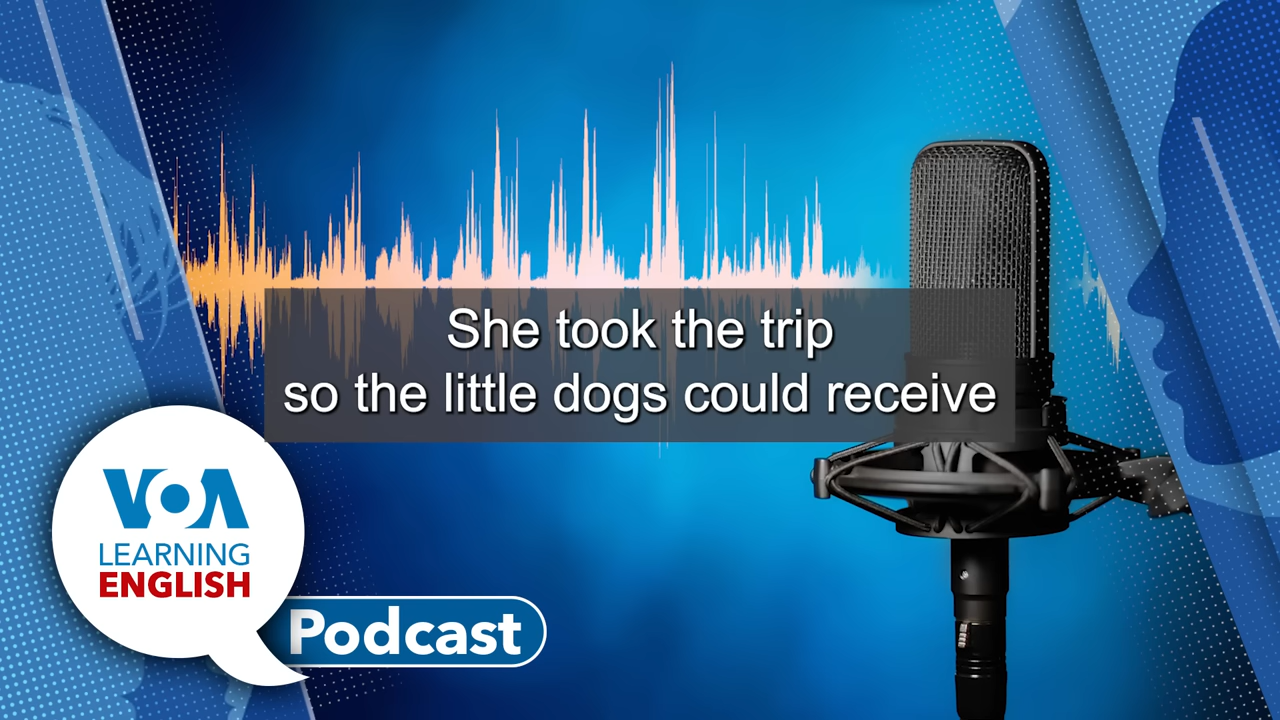 She took the trip
so the little dogs could receive
VOA
LEARNING
ENGLISH
Podcast